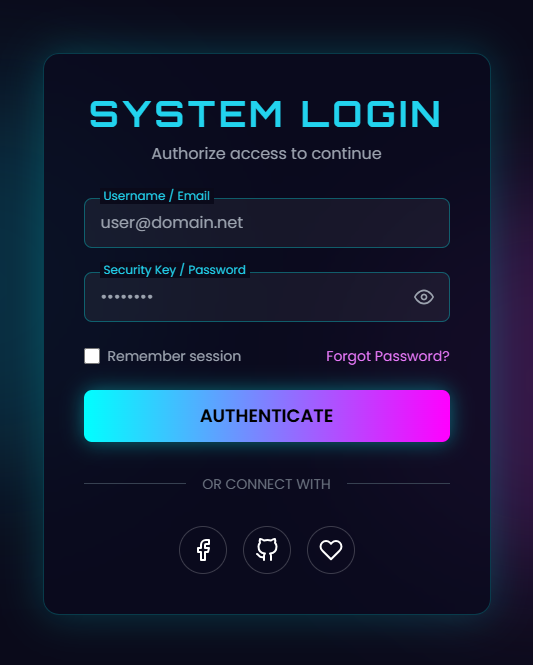 SYSTEM LOGIN
Authorize access to continue
Username / Email
user@domain.net
Security Key / Password
••••••••
Remember session Forgot Password?
AUTHENTICATE
OR CONNECT WITH